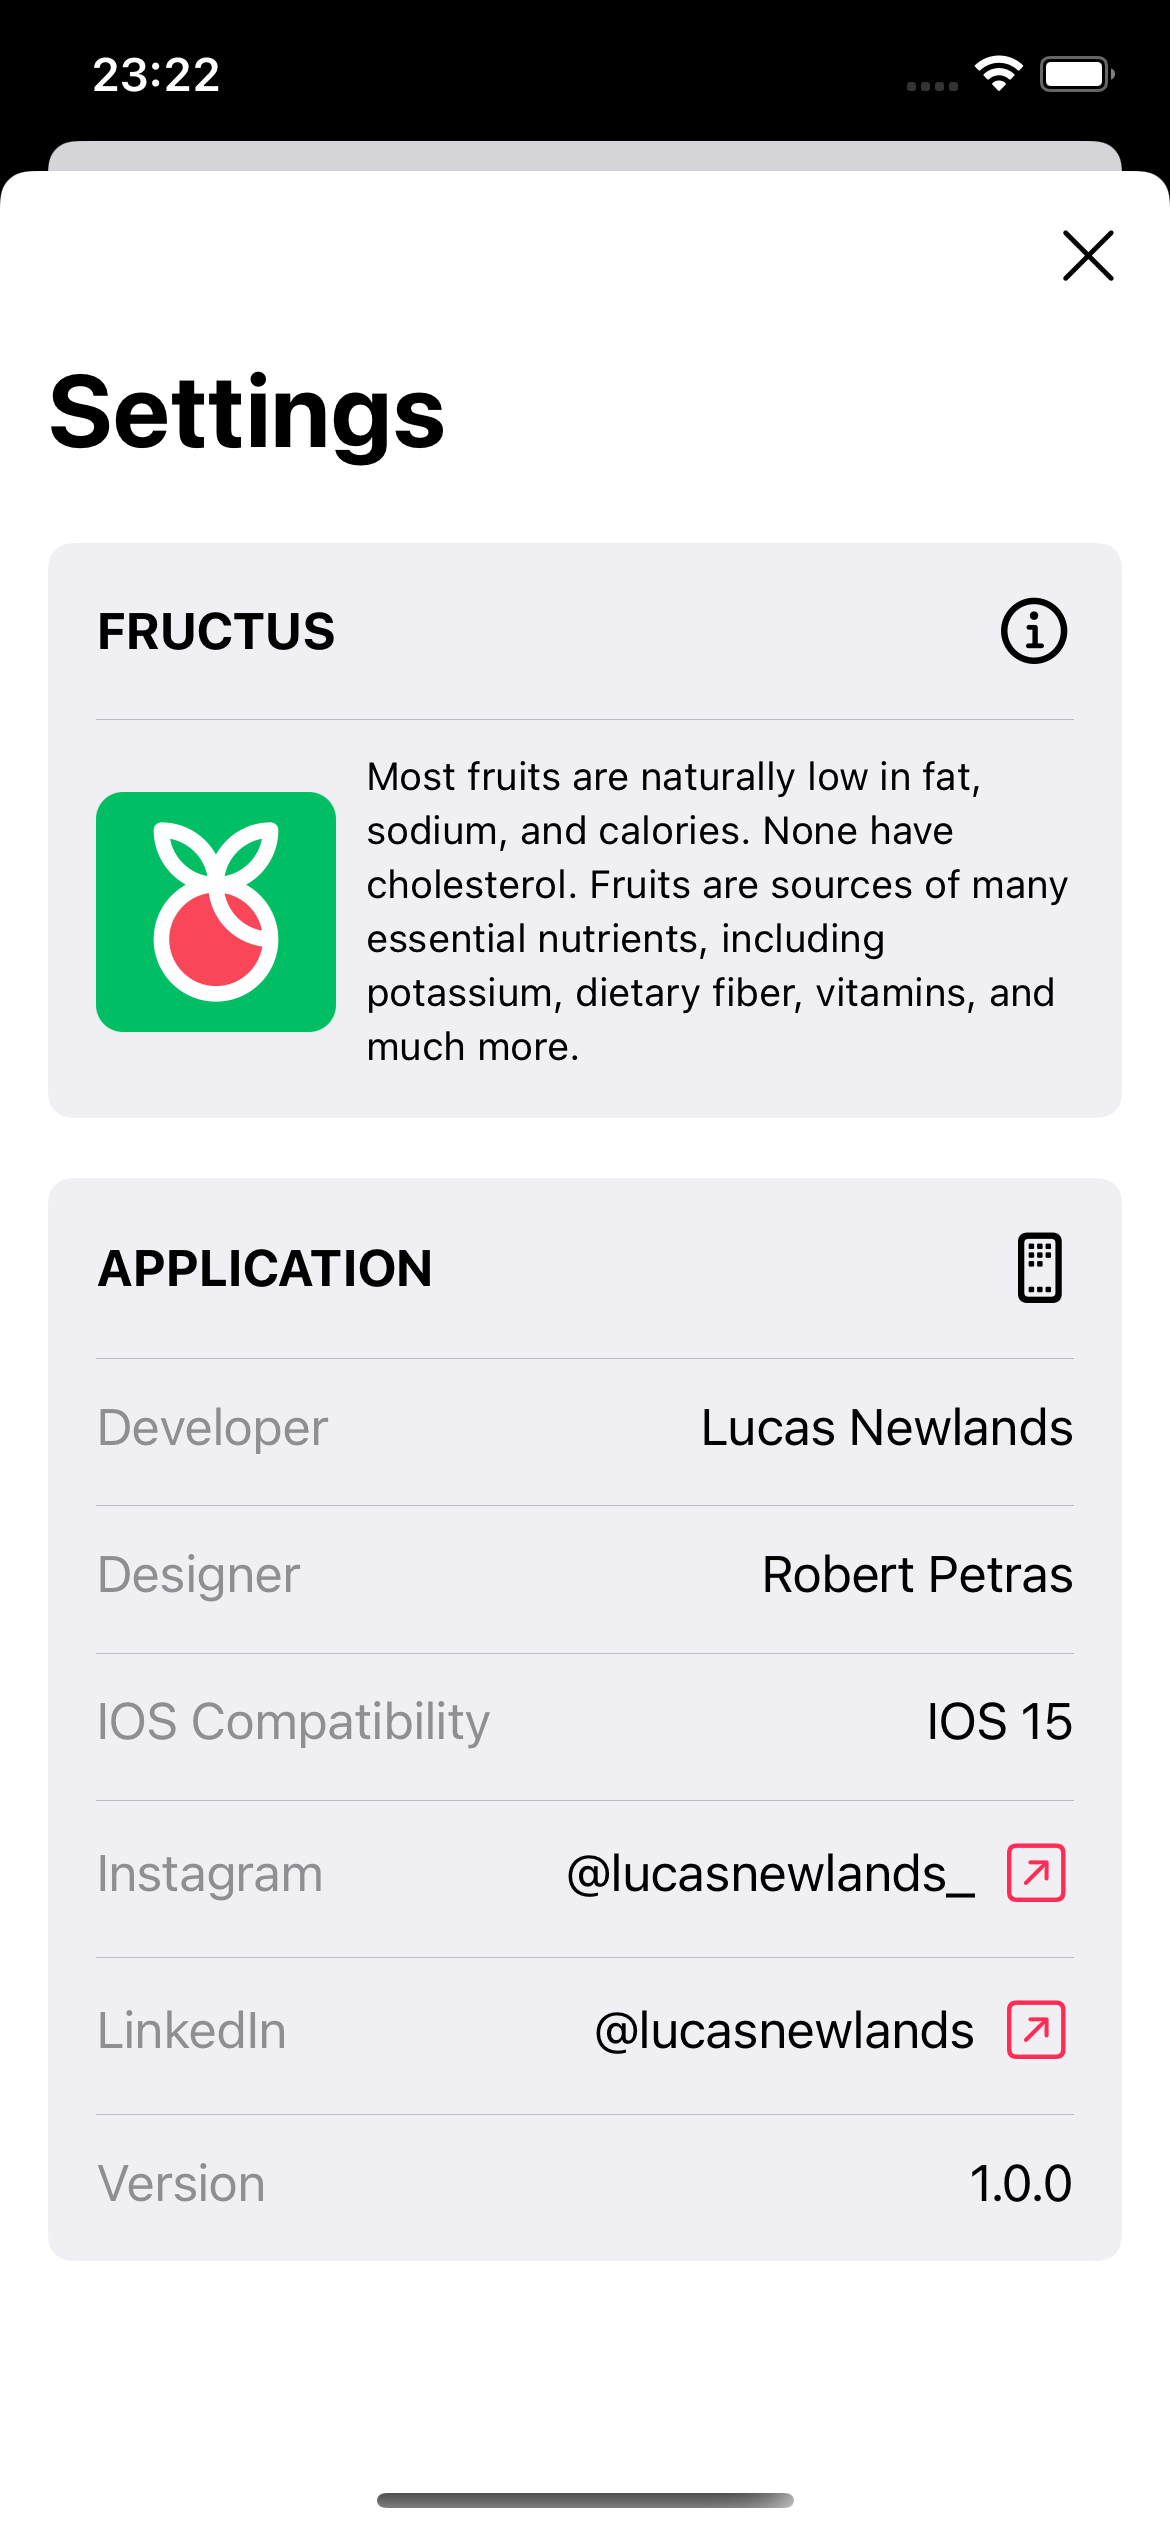 23:22
Settings
FRUCTUS
Most fruits are naturally low in fat,
sodium, and calories. None have
cholesterol. Fruits are sources of many
essential nutrients, including
potassium, dietary fiber, vitamins, and
much more.
APPLICATION
Developer Lucas Newlands
Designer Robert Petras
IOS Compatibility IOS 15
Instagram @lucasnewlands_
LinkedIn @lucasnewlands
Version 1.0.0